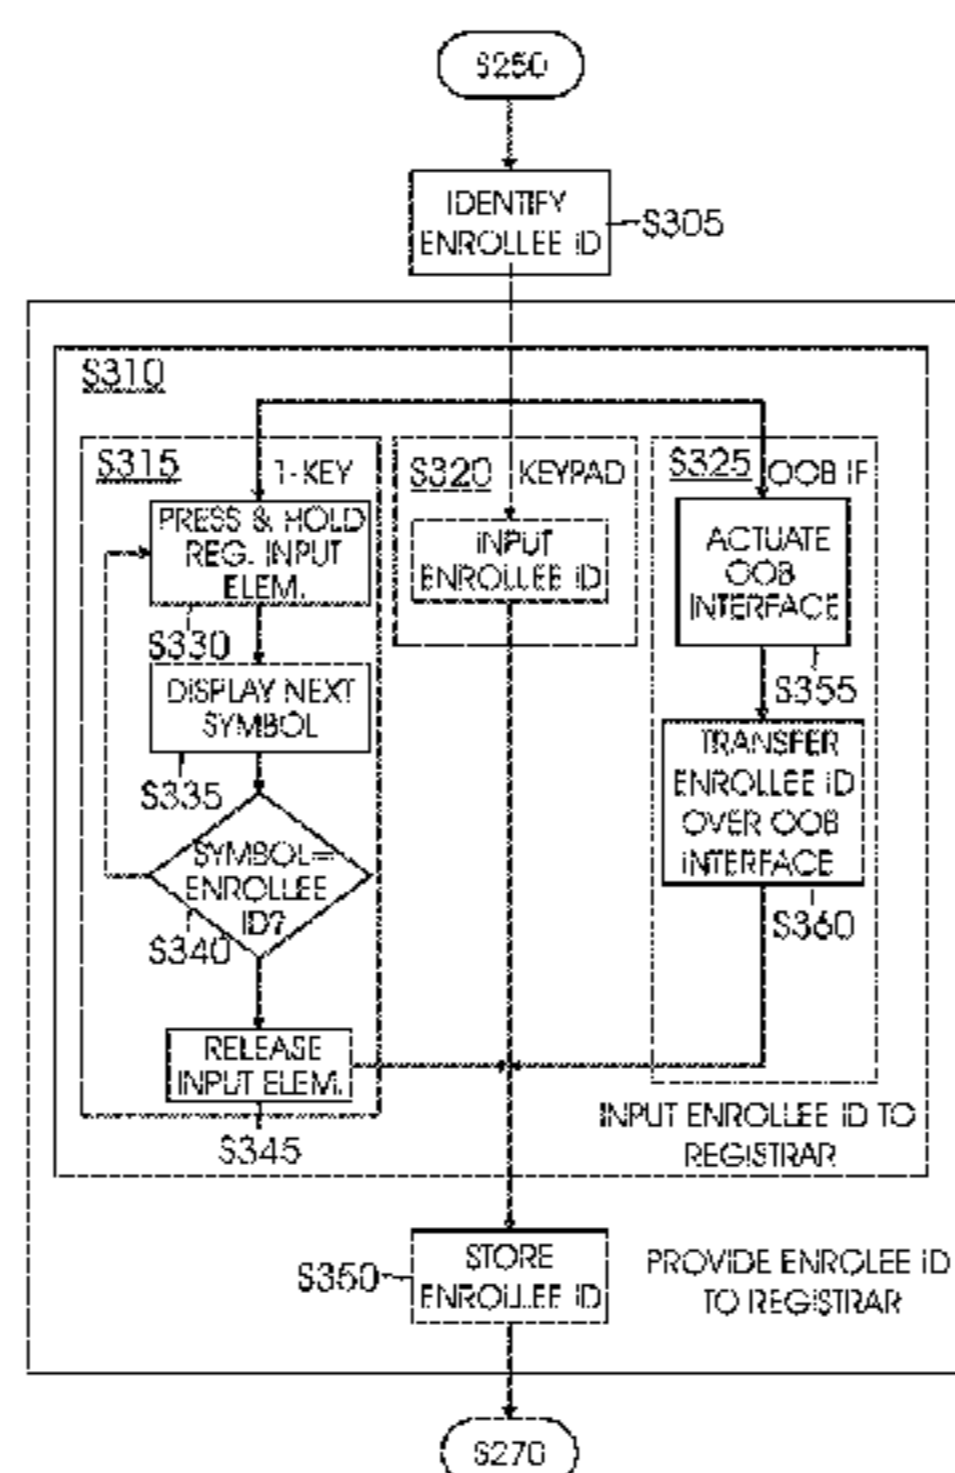 S250
IDENTIFY
ENROLLEE ID
S305
S310
S315
1-KEY
PRESS & HOLD
REG. INPUT
ELEM.
S330
DISPLAY NEXT
SYMBOL
S335
SYMBOL=
ENROLLEE
ID?
S340
RELEASE
INPUT ELEM.
S345
S320
KEYPAD
INPUT
ENROLLEE ID
S325
OOB IF
ACTUATE
OOB
INTERFACE
S355
TRANSFER
ENROLLEE ID
OVER OOB
INTERFACE
S360
INPUT ENROLLEE ID TO
REGISTRAR
S350
STORE
ENROLLEE ID
PROVIDE ENROLEE ID
TO REGISTRAR
S270